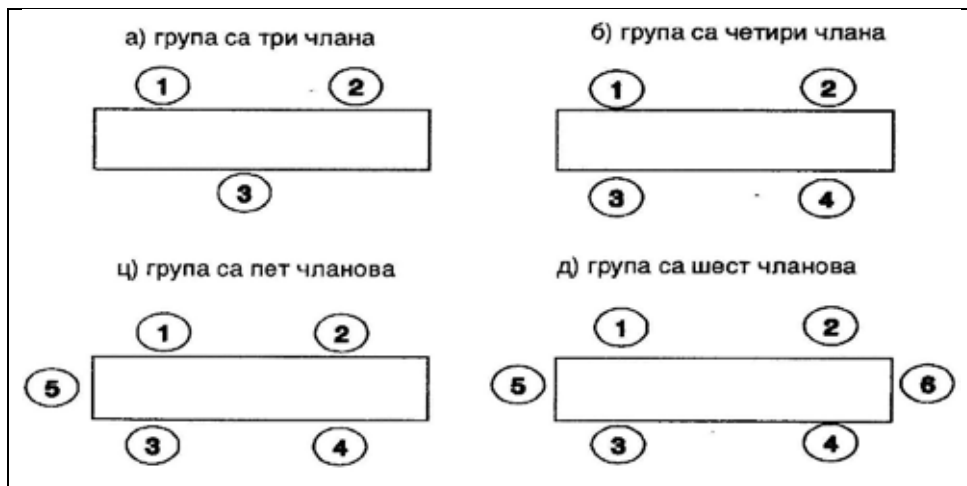 а) група са три члана
1 2
3
б) група са четири члана
1 2
3 4
ц) група са пет чланова
1 2
5
3 4
д) група са шест чланова
1 2
5 6
3 4